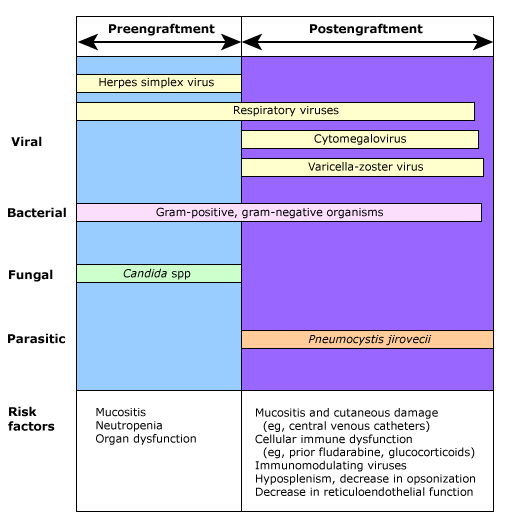 Preengraftment
Postengraftment
Herpes simplex virus
Respiratory viruses
Viral
Cytomegalovirus
Varicella-zoster virus
Bacterial
Gram-positive, gram-negative organisms
Fungal
Candida spp
Parasitic
Pneumocystis jirovecii
Risk
factors
Mucositis
Neutropenia
Organ dysfunction
Mucositis and cutaneous damage
(eg, central venous catheters)
Cellular immune dysfunction
(eg, prior fludarabine, glucocorticoids)
Immunomodulating viruses
Hyposplenism, decrease in opsonization
Decrease in reticuloendothelial function